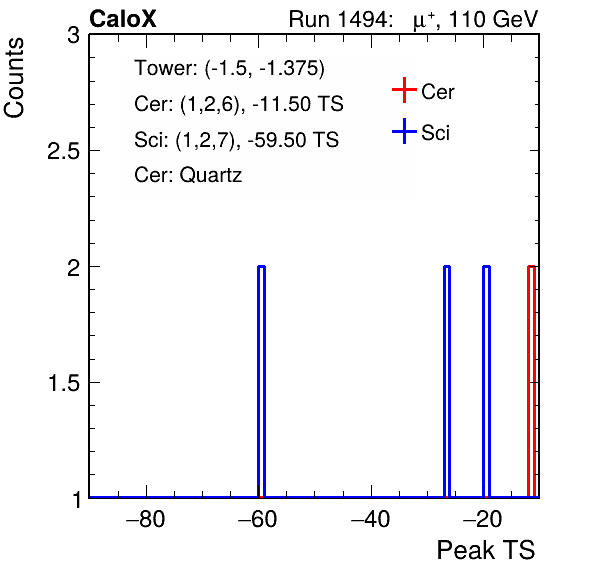 CaloX Run 1494: μ⁺, 110 GeV
Counts
3
2.5
2
1.5
1
Tower: (-1.5, -1.375)
Cer: (1,2,6), -11.50 TS
Sci: (1,2,7), -59.50 TS
Cer: Quartz
Cer
Sci
−80 −60 −40 −20
Peak TS